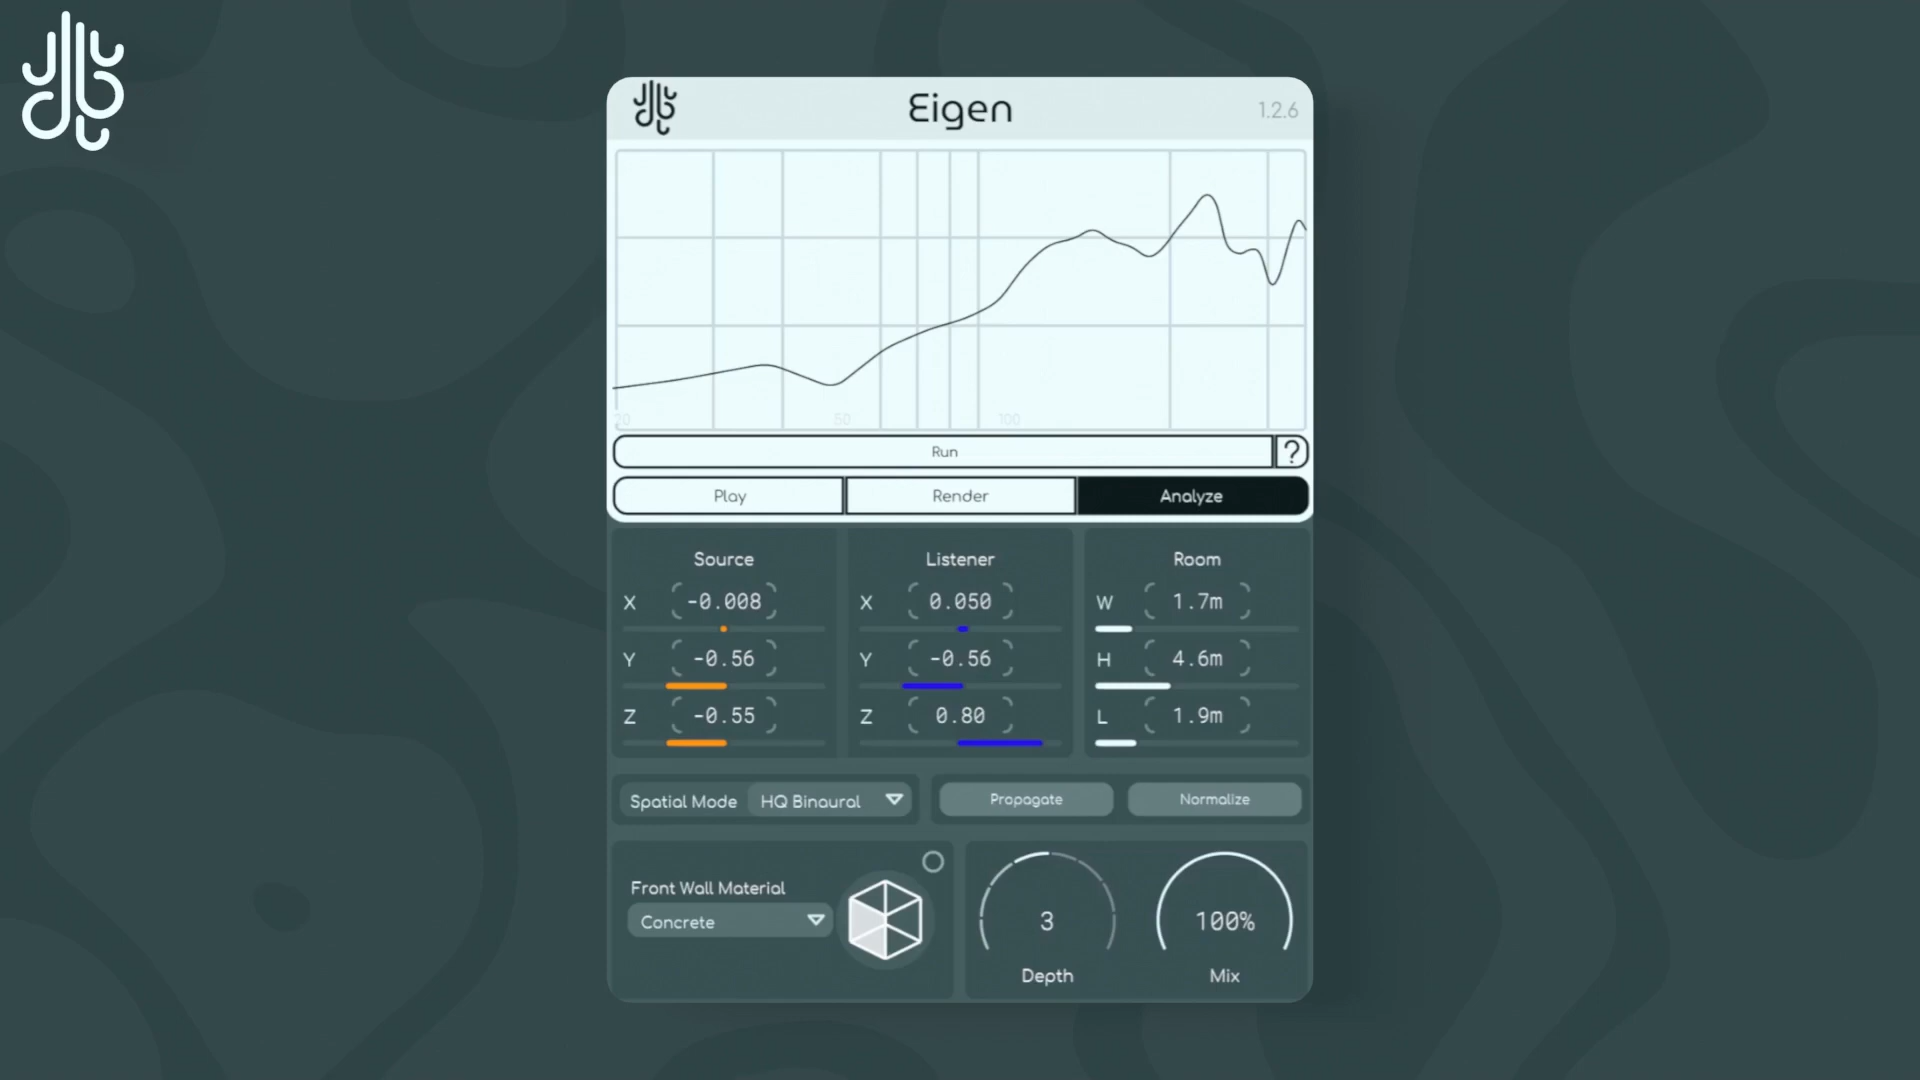 Eigen
1.2.6
20 50 100
Run ?
Play Render Analyze
Source Listener Room
X -0.008 X 0.050 W 1.7m
Y -0.56 Y -0.56 H 4.6m
Z -0.55 Z 0.80 L 1.9m
Spatial Mode HQ Binaural Propagate Normalize
Front Wall Material
Concrete
3 100%
Depth Mix